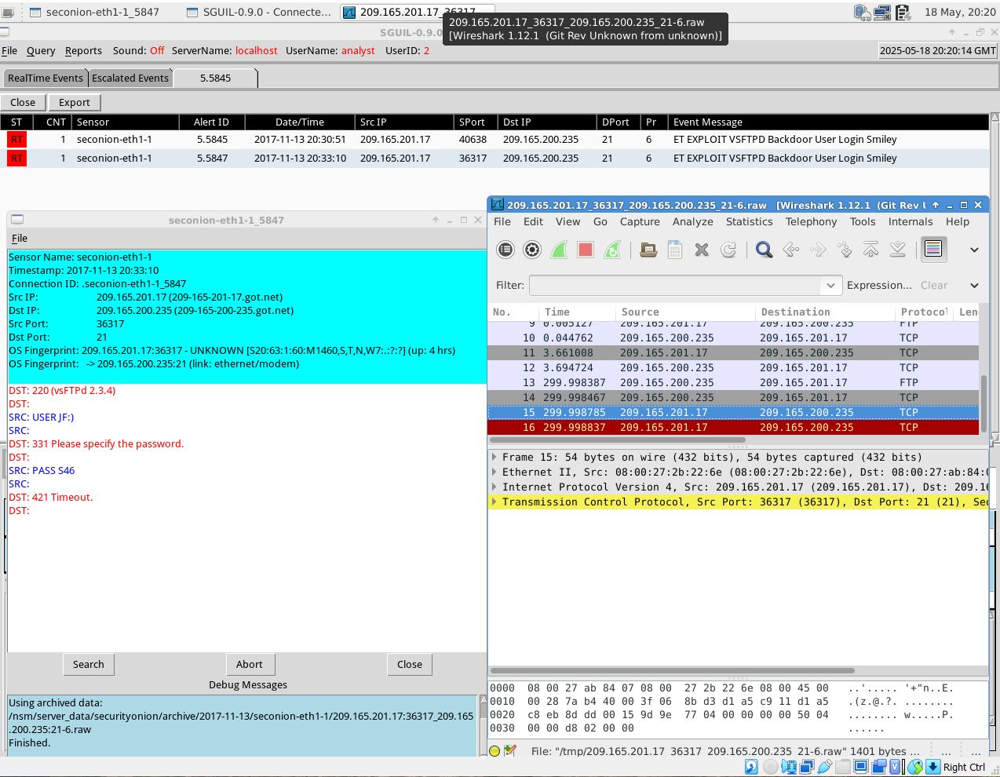 seconion-eth1-1_5847
SGUIL-0.9.0 - Connecte...
209.165.201.17_36317_
18 May, 20:20
209.165.201.17_36317_209.165.200.235_21-6.raw
[Wireshark 1.12.1 (Git Rev Unknown from unknown)]
SGUIL-0.9.0
File Query Reports Sound: Off ServerName: localhost UserName: analyst UserID: 2
2025-05-18 20:20:14 GMT
RealTime Events Escalated Events 5.5845
Close Export
ST CNT Sensor Alert ID Date/Time Src IP SPort Dst IP DPort Pr Event Message
RT 1 seconion-eth1-1 5.5845 2017-11-13 20:30:51 209.165.201.17 40638 209.165.200.235 21 6 ET EXPLOIT VSFTPD Backdoor User Login Smiley
RT 1 seconion-eth1-1 5.5847 2017-11-13 20:33:10 209.165.201.17 36317 209.165.200.235 21 6 ET EXPLOIT VSFTPD Backdoor User Login Smiley
seconion-eth1-1_5847
File
Sensor Name: seconion-eth1-1
Timestamp: 2017-11-13 20:33:10
Connection ID: .seconion-eth1-1_5847
Src IP: 209.165.201.17 (209-165-201-17.got.net)
Dst IP: 209.165.200.235 (209-165-200-235.got.net)
Src Port: 36317
Dst Port: 21
OS Fingerprint: 209.165.201.17:36317 - UNKNOWN [S20:63:1:60:M1460,S,T,N,W7:.:?:?] (up: 4 hrs)
OS Fingerprint: -> 209.165.200.235:21 (link: ethernet/modem)
DST: 220 (vsFTPd 2.3.4)
DST:
SRC: USER JF:)
SRC:
DST: 331 Please specify the password.
DST:
SRC: PASS S46
SRC:
DST: 421 Timeout.
DST:
Search Abort Close
Debug Messages
Using archived data:
/nsm/server_data/securityonion/archive/2017-11-13/seconion-eth1-1/209.165.201.17:36317_209.165
.200.235:21-6.raw
Finished.
209.165.201.17_36317_209.165.200.235_21-6.raw [Wireshark 1.12.1 (Git Rev
File Edit View Go Capture Analyze Statistics Telephony Tools Internals Help
Filter: Expression... Clear
No. Time Source Destination Protocol Len
9 0.005127 209.165.201.17 209.165.200.235 FTP
10 0.044762 209.165.200.235 209.165.201.17 TCP
11 3.661008 209.165.201.17 209.165.200.235 TCP
12 3.694724 209.165.200.235 209.165.201.17 TCP
13 299.998387 209.165.200.235 209.165.201.17 FTP
14 299.998467 209.165.200.235 209.165.201.17 TCP
15 299.998785 209.165.201.17 209.165.200.235 TCP
16 299.998837 209.165.201.17 209.165.200.235 TCP
Frame 15: 54 bytes on wire (432 bits), 54 bytes captured (432 bits)
Ethernet II, Src: 08:00:27:2b:22:6e (08:00:27:2b:22:6e), Dst: 08:00:27:ab:84:0
Internet Protocol Version 4, Src: 209.165.201.17 (209.165.201.17), Dst: 209.16
Transmission Control Protocol, Src Port: 36317 (36317), Dst Port: 21 (21), Se
0000 08 00 27 ab 84 07 08 00 27 2b 22 6e 08 00 45 00 ..'..... '+"n..E.
0010 00 28 7a b4 40 00 3f 06 8b d3 d1 a5 c9 11 d1 a5 .(z.@.?. ........
0020 c8 eb 8d dd 00 15 9d 9e 77 04 00 00 00 00 50 04 ........ w.....P.
0030 00 00 d8 02 00 00 ......
File: "/tmp/209.165.201.17_36317_209.165.200.235_21-6.raw" 1401 bytes ... ... ...
Right Ctrl